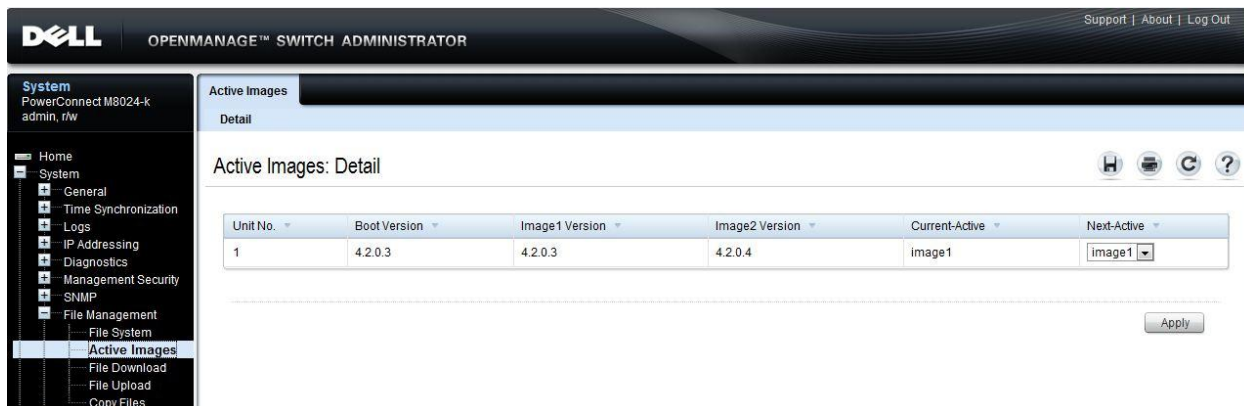 Support | About | Log Out
DELL OPENMANAGE™ SWITCH ADMINISTRATOR
System
PowerConnect M8024-k
admin, r/w
Home
System
General
Time Synchronization
Logs
IP Addressing
Diagnostics
Management Security
SNMP
File Management
File System
Active Images
File Download
File Upload
Copy Files
Active Images
Detail
Active Images: Detail
Unit No. Boot Version Image1 Version Image2 Version Current-Active Next-Active
1 4.2.0.3 4.2.0.3 4.2.0.4 image1 image1
Apply